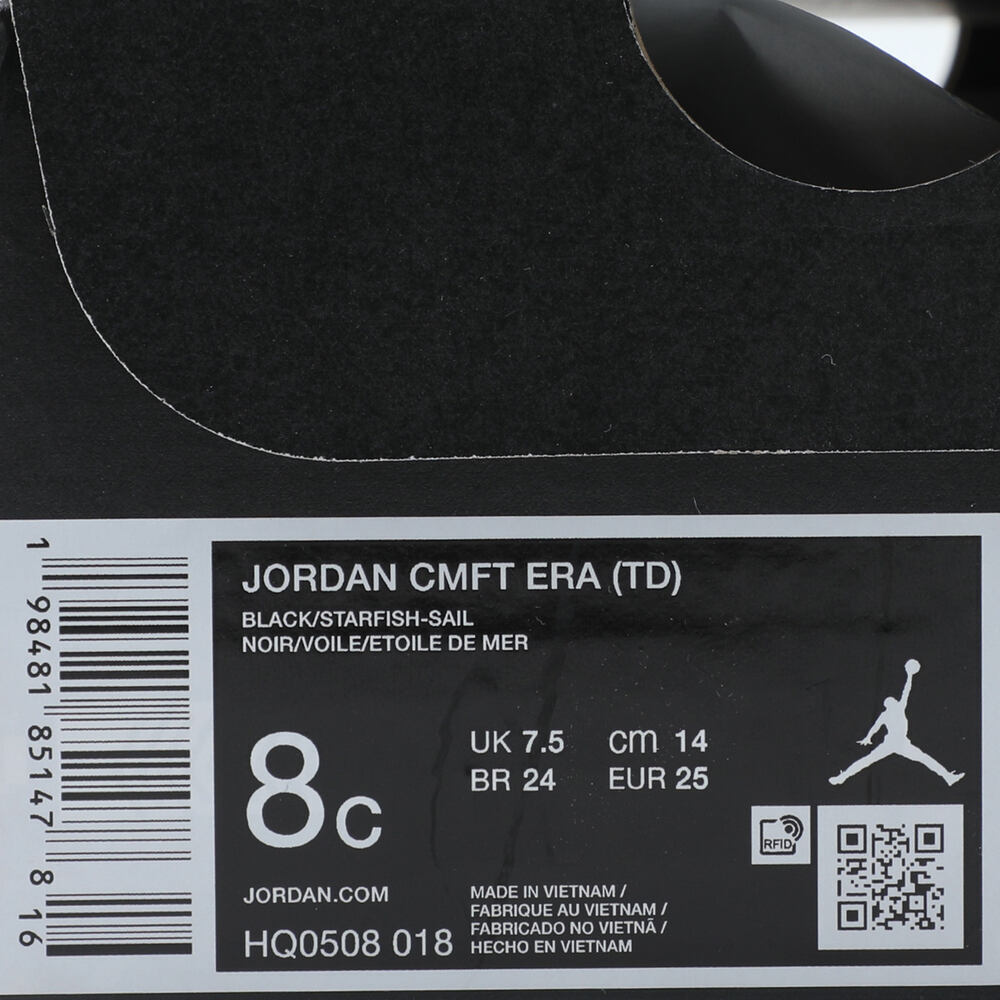 JORDAN CMFT ERA (TD)
BLACK/STARFISH-SAIL
NOIR/VOILE/ETOILE DE MER
8c
UK 7.5 cm 14
BR 24 EUR 25
RFID
JORDAN.COM
HQ0508 018
MADE IN VIETNAM /
FABRIQUE AU VIETNAM /
FABRICADO NO VIETNÃ /
HECHO EN VIETNAM
1 98481 85147 8 16